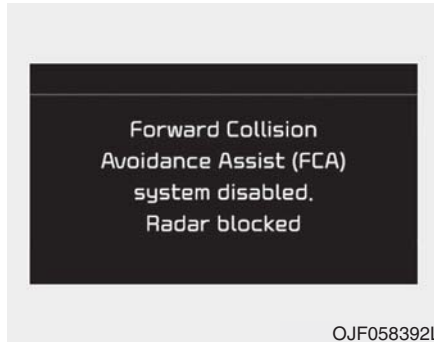 Forward Collision
Avoidance Assist (FCA)
system disabled.
Radar blocked
OJF058392L